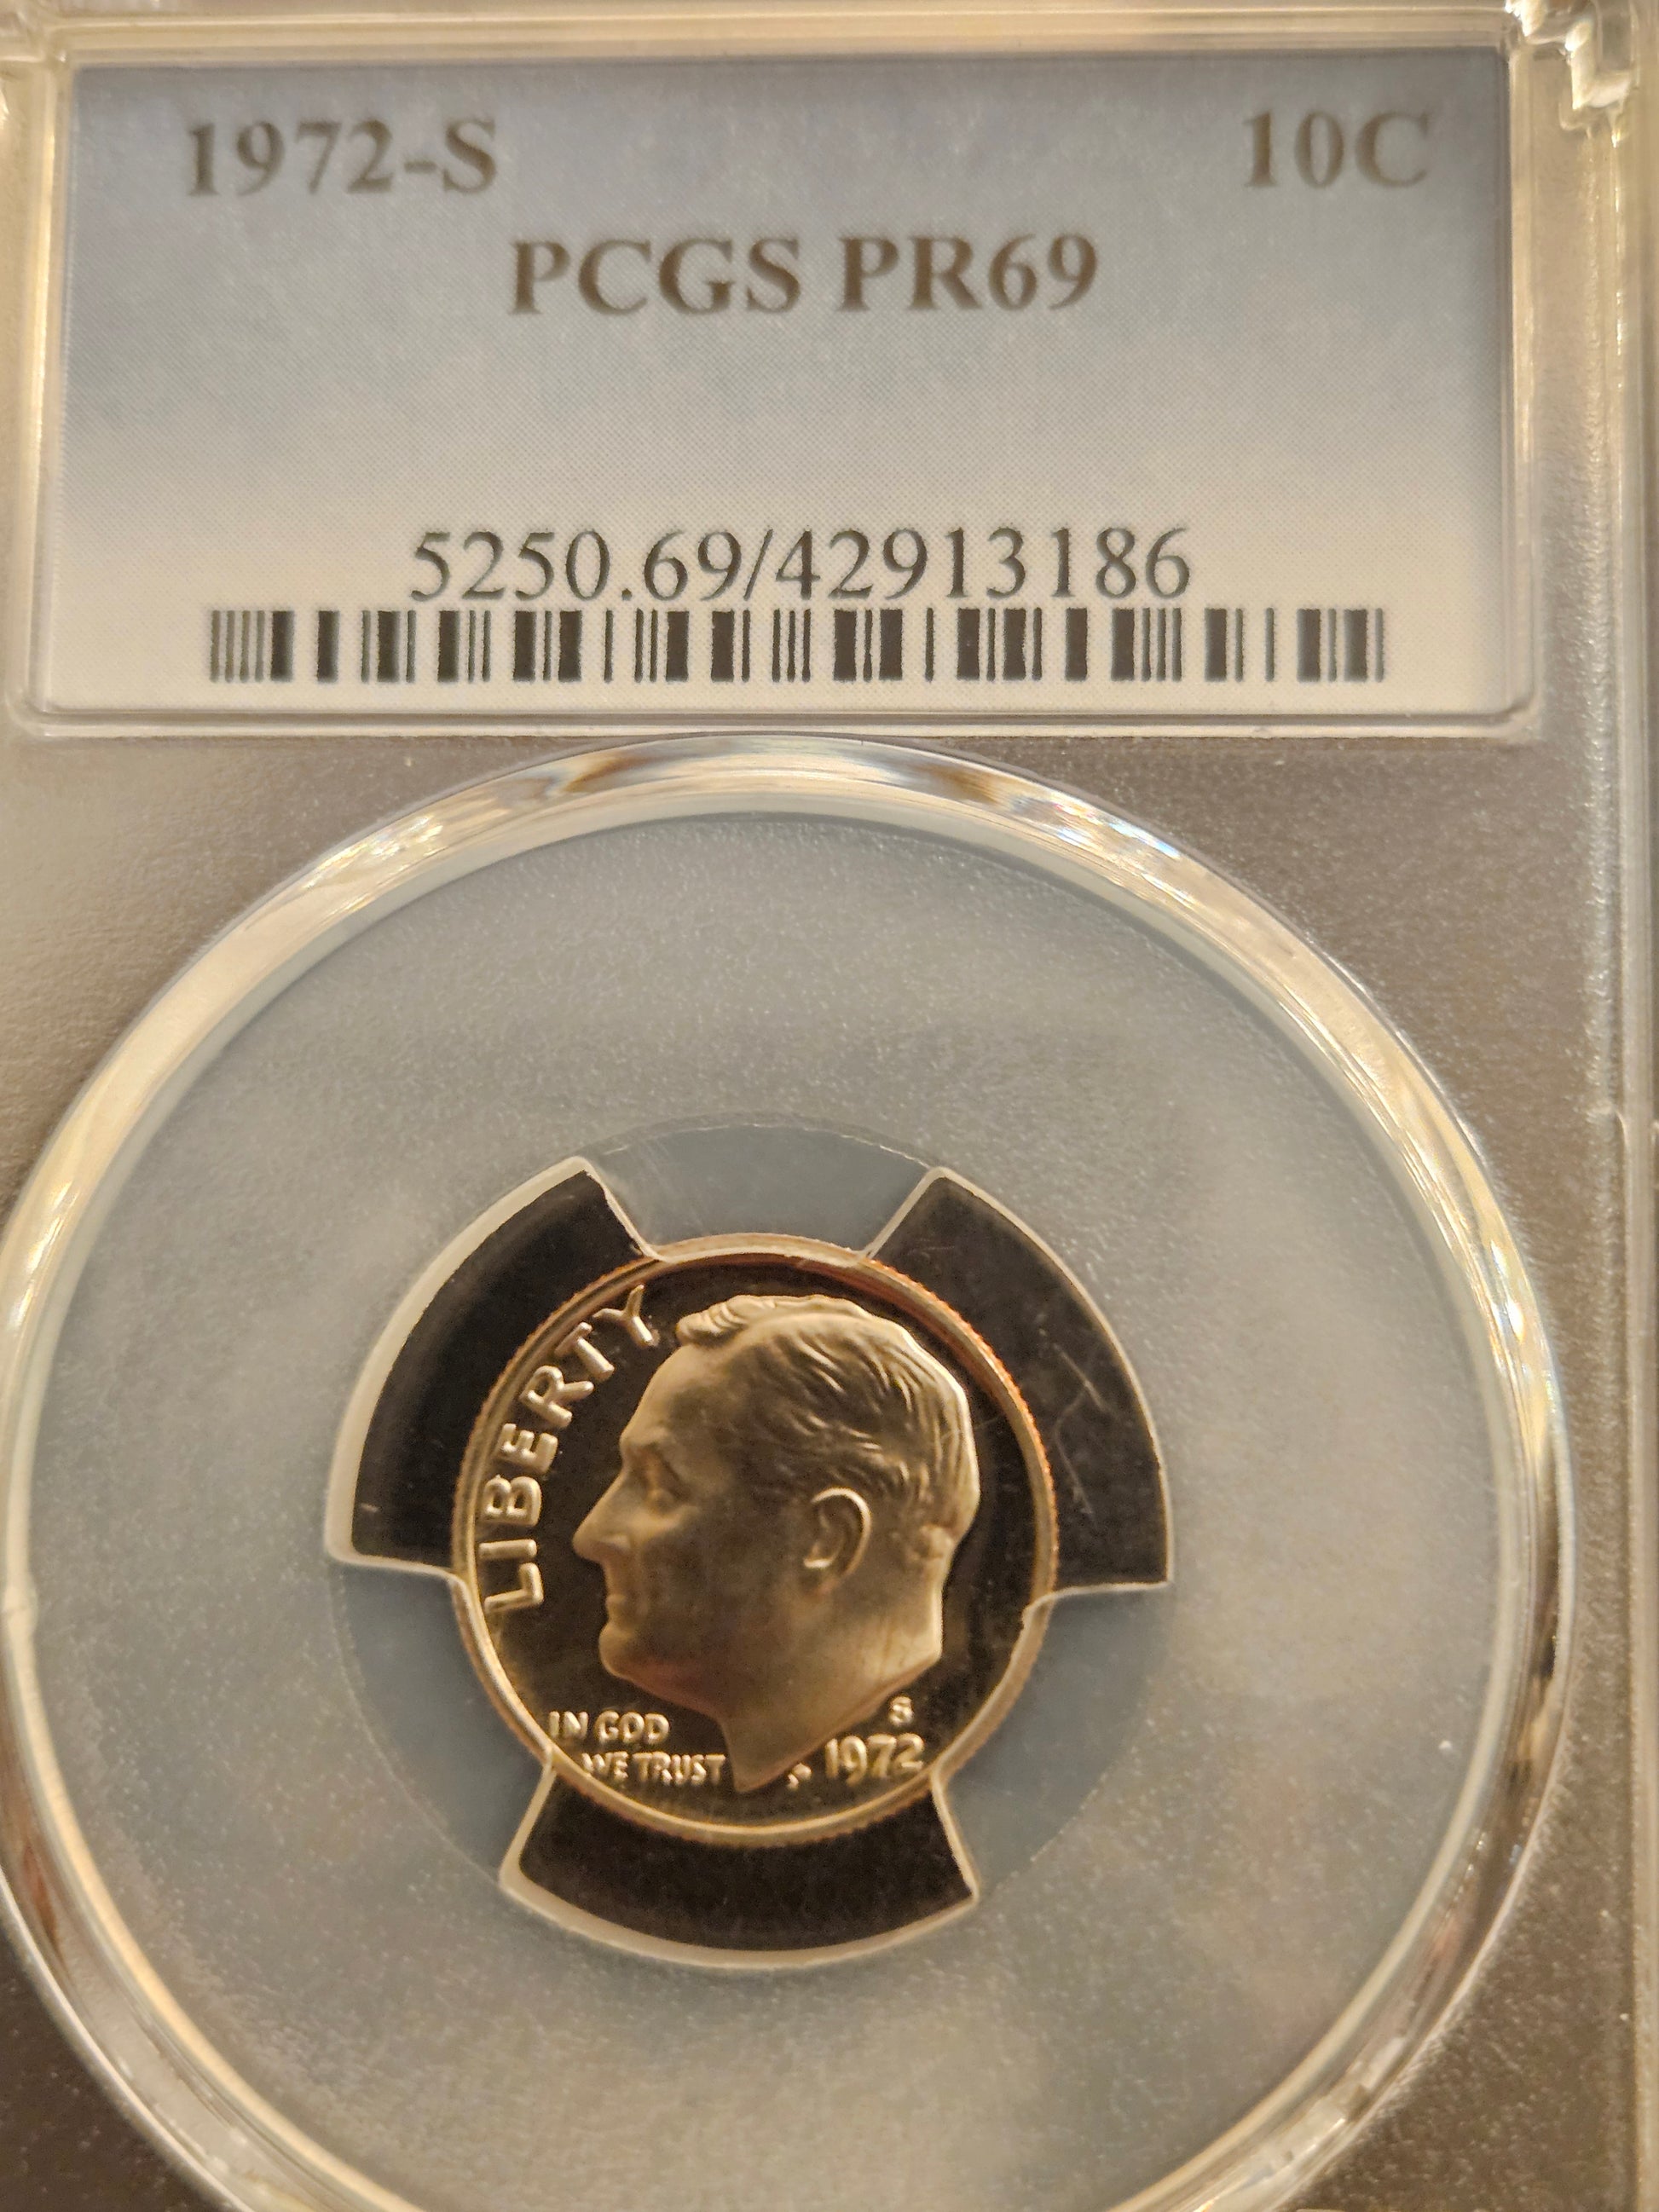 1972-S 10C
PCGS PR69
5250.69/42913186
LIBERTY
IN GOD
WE TRUST
S
1972